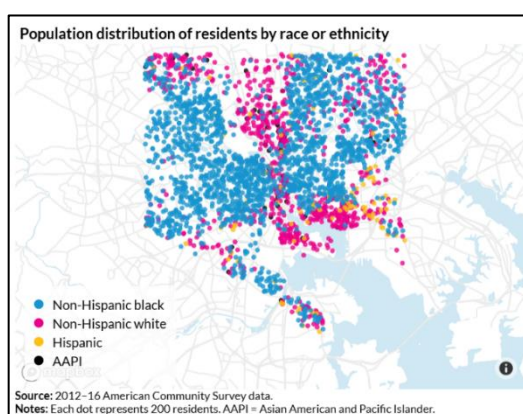 Population distribution of residents by race or ethnicity
Non-Hispanic black
Non-Hispanic white
Hispanic
AAPI
mapbox
Source: 2012–16 American Community Survey data.
Notes: Each dot represents 200 residents. AAPI = Asian American and Pacific Islander.